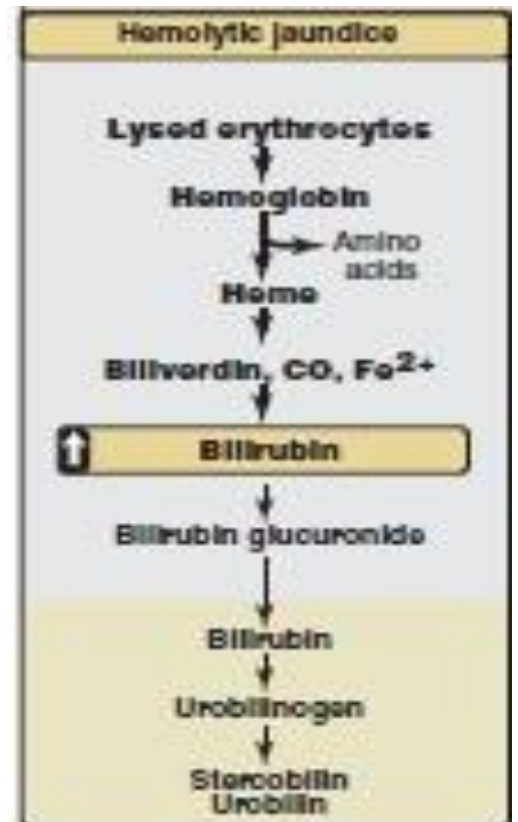 Hemolytic jaundice
Lysed erythrocytes
Hemoglobin
Amino
acids
Heme
Biliverdin, CO, Fe2+
Bilirubin
Bilirubin glucuronide
Bilirubin
Urobilinogen
Stercobilin
Urobilin